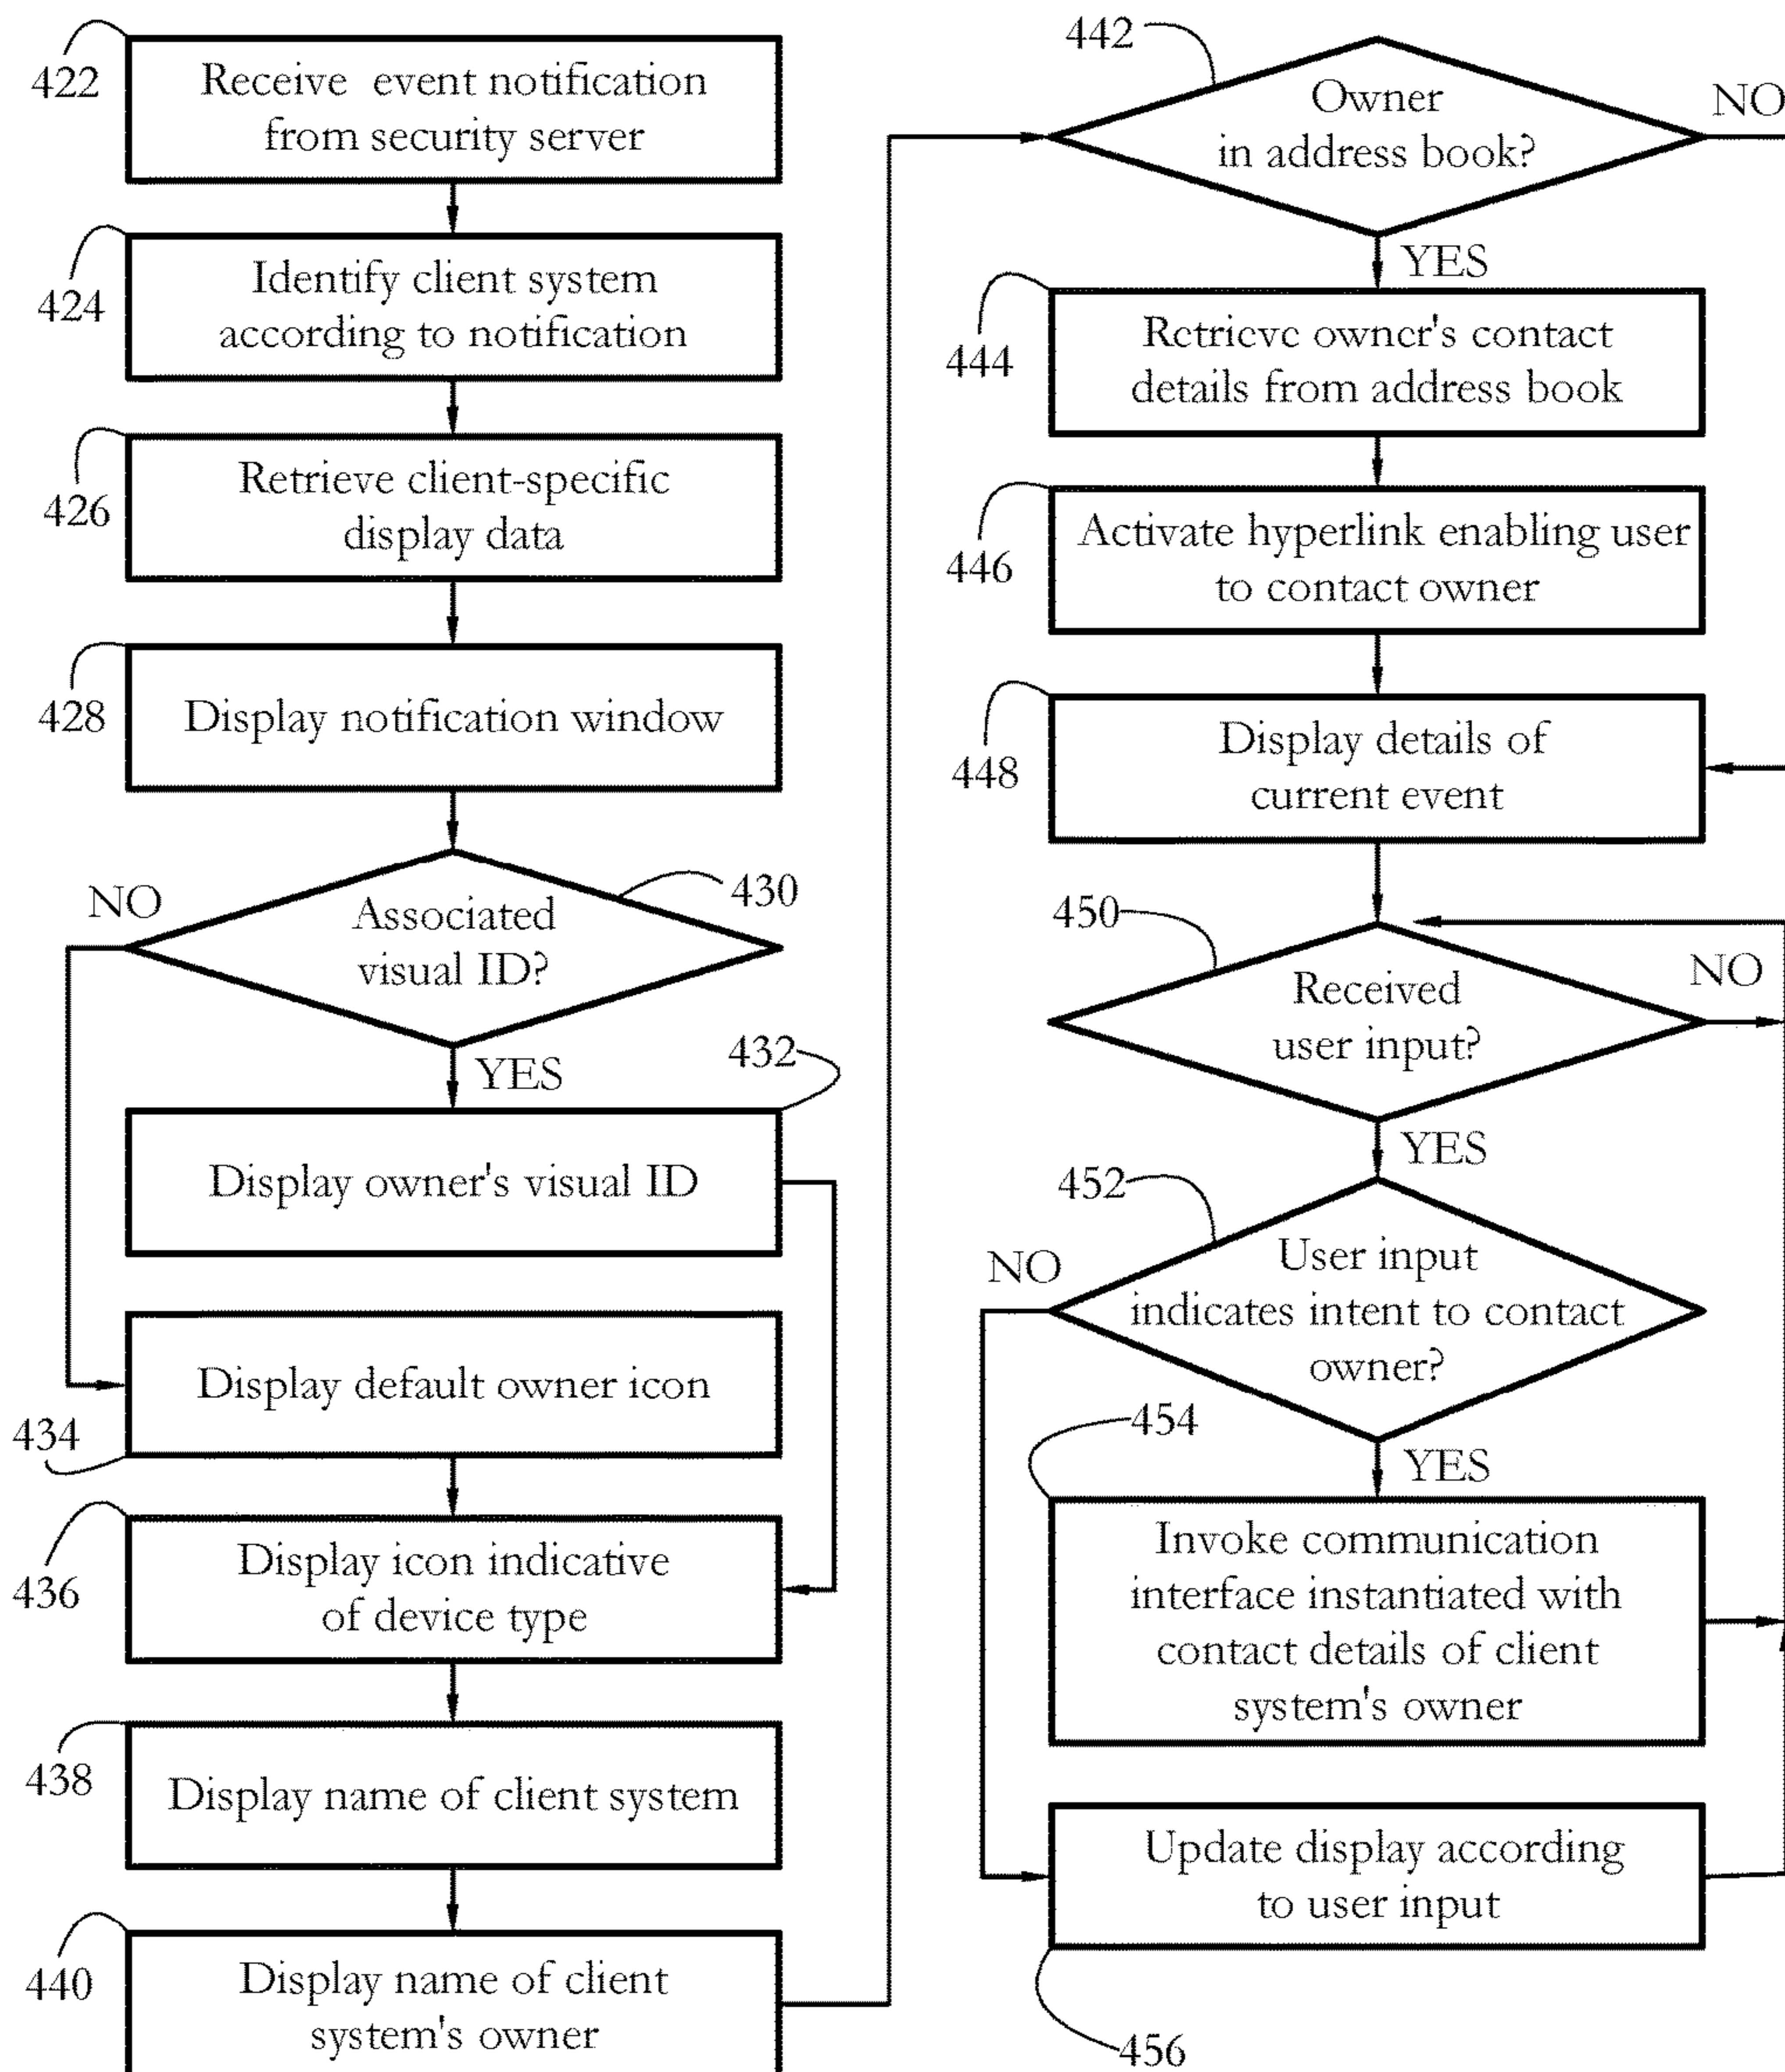 422
Receive event notification
from security server
424
Identify client system
according to notification
426
Retrieve client-specific
display data
428
Display notification window
430
NO
Associated
visual ID?
YES
432
Display owner's visual ID
Display default owner icon
434
436
Display icon indicative
of device type
438
Display name of client system
440
Display name of client
system's owner
442
Owner
in address book?
NO
YES
444
Retrieve owner's contact
details from address book
446
Activate hyperlink enabling user
to contact owner
448
Display details of
current event
450
Received
user input?
NO
YES
452
NO
User input
indicates intent to contact
owner?
454
YES
Invoke communication
interface instantiated with
contact details of client
system's owner
Update display according
to user input
456